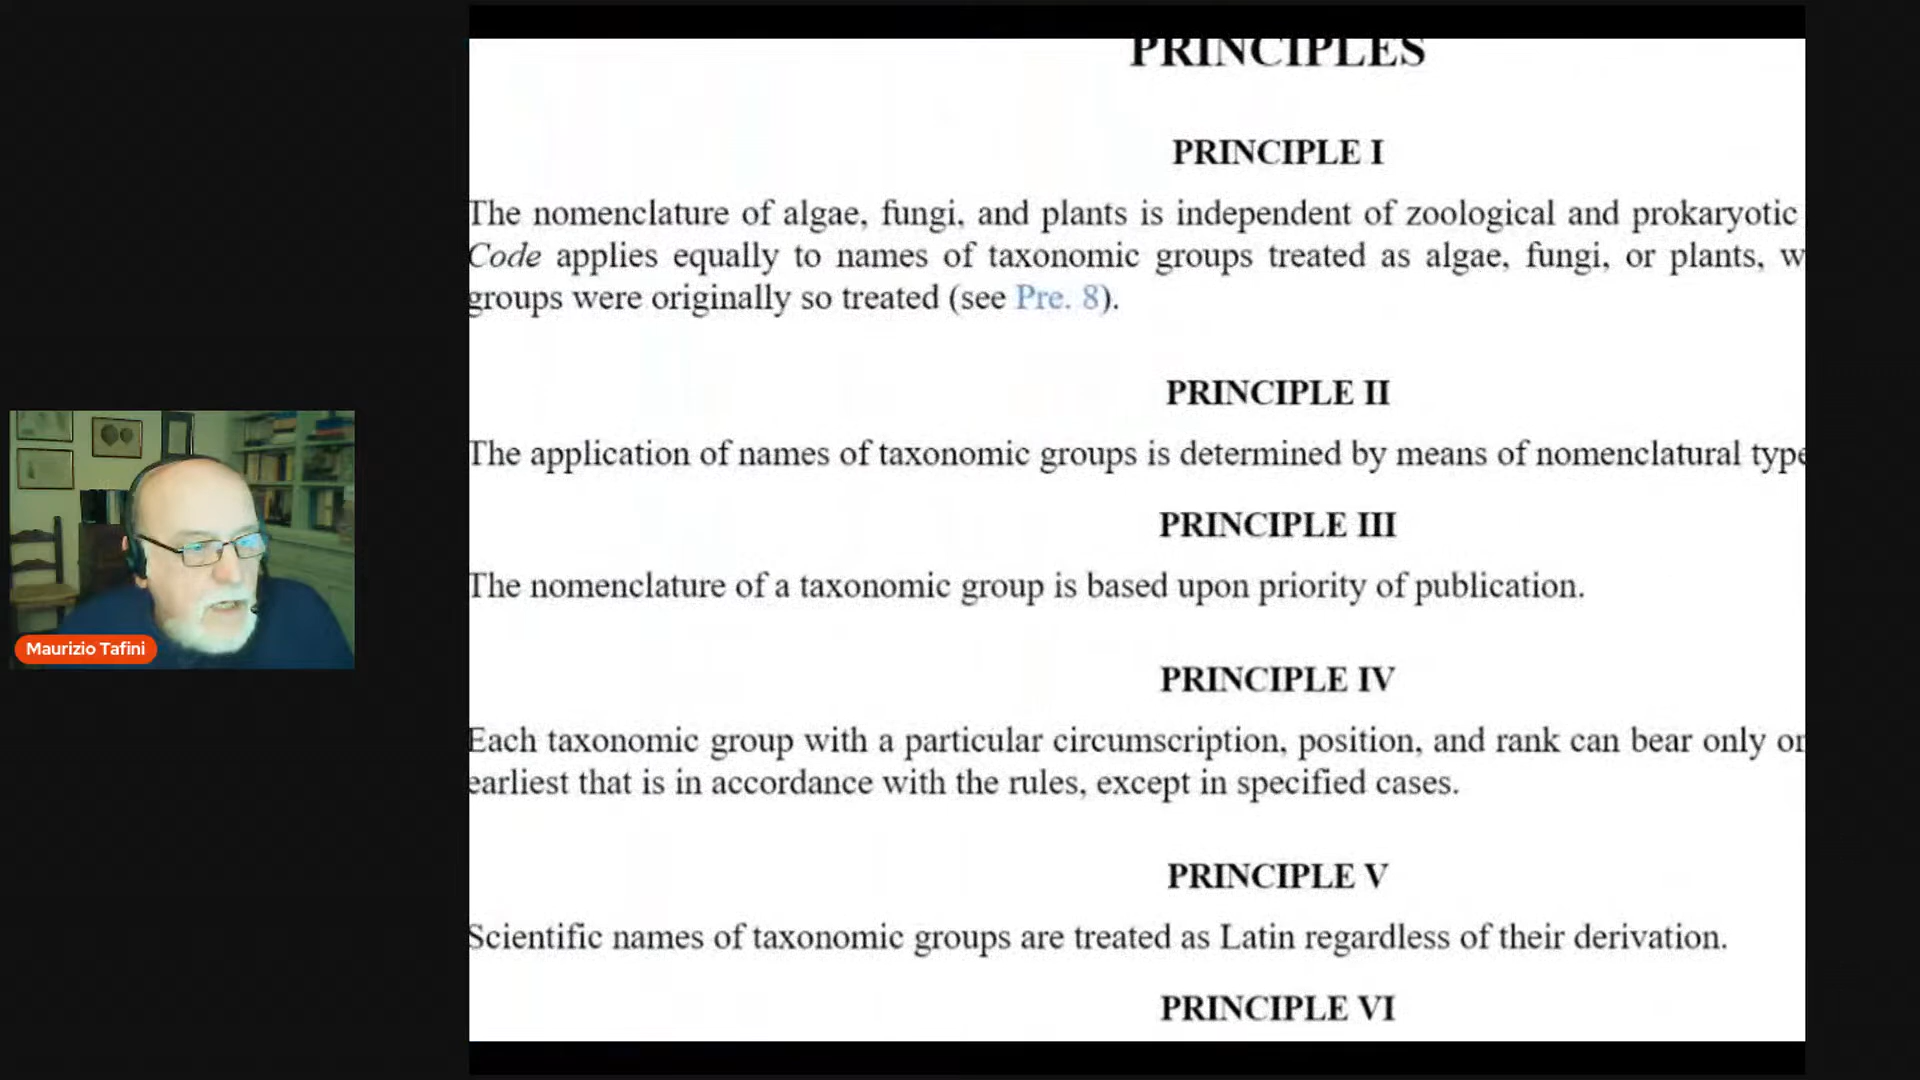 PRINCIPLES
PRINCIPLE I
The nomenclature of algae, fungi, and plants is independent of zoological and prokaryotic
Code applies equally to names of taxonomic groups treated as algae, fungi, or plants, w
groups were originally so treated (see Pre. 8).
PRINCIPLE II
The application of names of taxonomic groups is determined by means of nomenclatural type
PRINCIPLE III
The nomenclature of a taxonomic group is based upon priority of publication.
PRINCIPLE IV
Each taxonomic group with a particular circumscription, position, and rank can bear only
earliest that is in accordance with the rules, except in specified cases.
PRINCIPLE V
Scientific names of taxonomic groups are treated as Latin regardless of their derivation.
PRINCIPLE VI
Maurizio Tafini